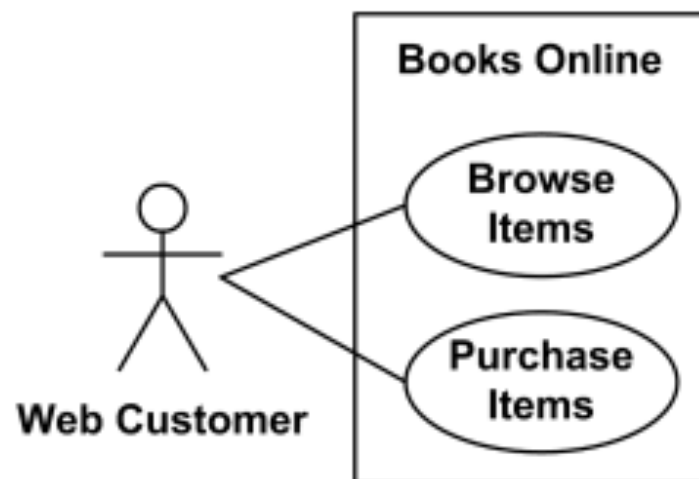 Books Online
Browse
Items
Purchase
Items
Web Customer